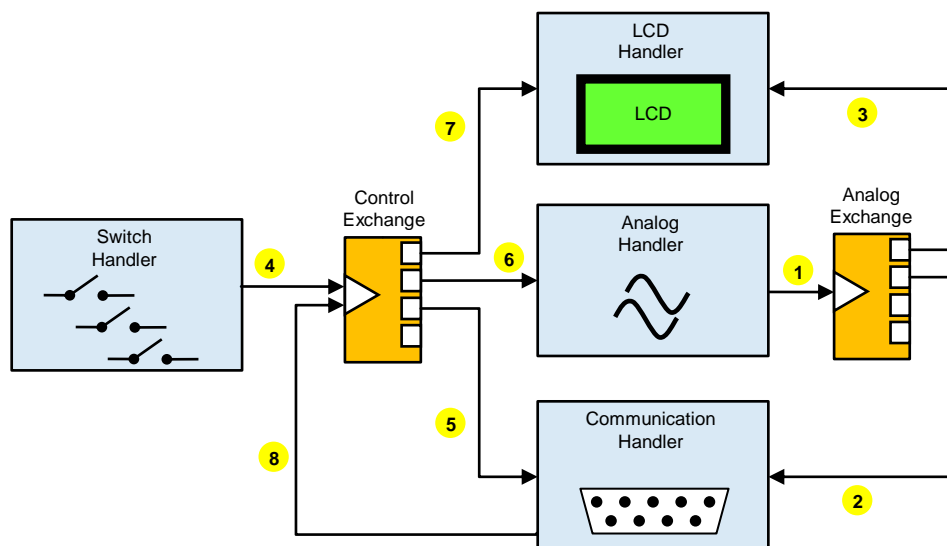 LCD
Handler
LCD
7
3
Control
Exchange
Analog
Handler
Analog
Exchange
Switch
Handler
4
6
1
5
Communication
Handler
8
2